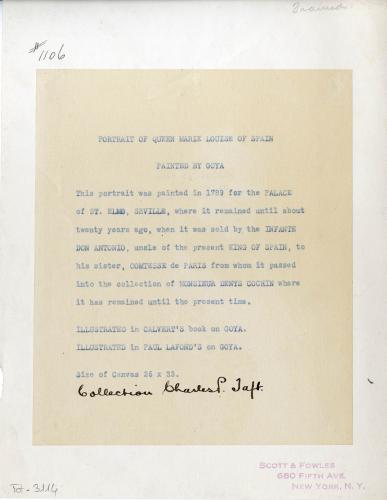 #1106
Framed.
PORTRAIT OF QUEEN MARIE LOUISE OF SPAIN
PAINTED BY GOYA
This portrait was painted in 1789 for the PALACE
of ST. ELMO, SEVILLE, where it remained until about
twenty years ago, when it was sold by the INFANTE
DON ANTONIO, uncle of the present KING OF SPAIN, to
his sister, COMTESSE de PARIS from whom it passed
into the collection of MONSIEUR DENYS COCHIN where
it has remained until the present time.
ILLUSTRATED in CALVERT'S book on GOYA.
ILLUSTRATED in PAUL LAFOND'S on GOYA.
Size of Canvas 26 x 33.
Collection Charles P. Taft.
SCOTT & FOWLES
680 FIFTH AVE.
NEW YORK, N. Y.